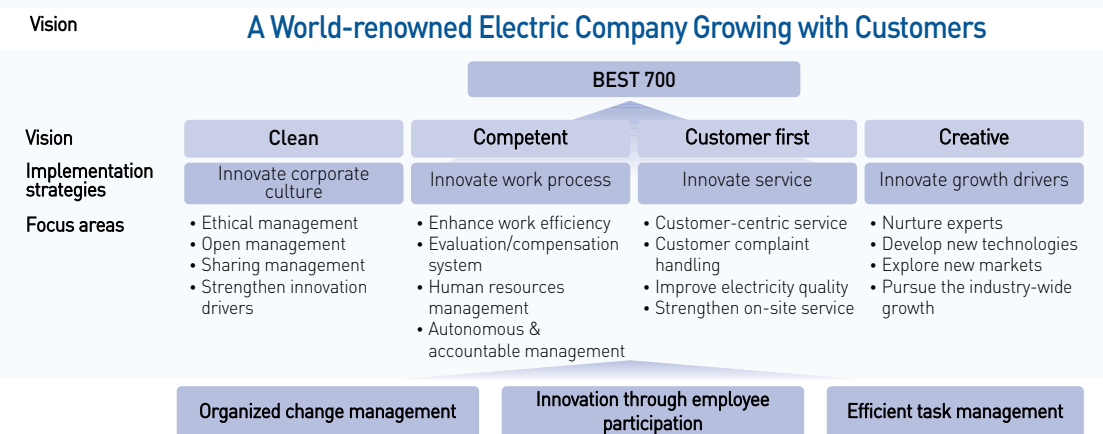 Vision
A World-renowned Electric Company Growing with Customers
BEST 700
Vision
Clean
Competent
Customer first
Creative
Implementation
strategies
Innovate corporate
culture
Innovate work process
Innovate service
Innovate growth drivers
Focus areas
• Ethical management
• Open management
• Sharing management
• Strengthen innovation
drivers
• Enhance work efficiency
• Evaluation/compensation
system
• Human resources
management
• Autonomous &
accountable management
• Customer-centric service
• Customer complaint
handling
• Improve electricity quality
• Strengthen on-site service
• Nurture experts
• Develop new technologies
• Explore new markets
• Pursue the industry-wide
growth
Organized change management
Innovation through employee
participation
Efficient task management